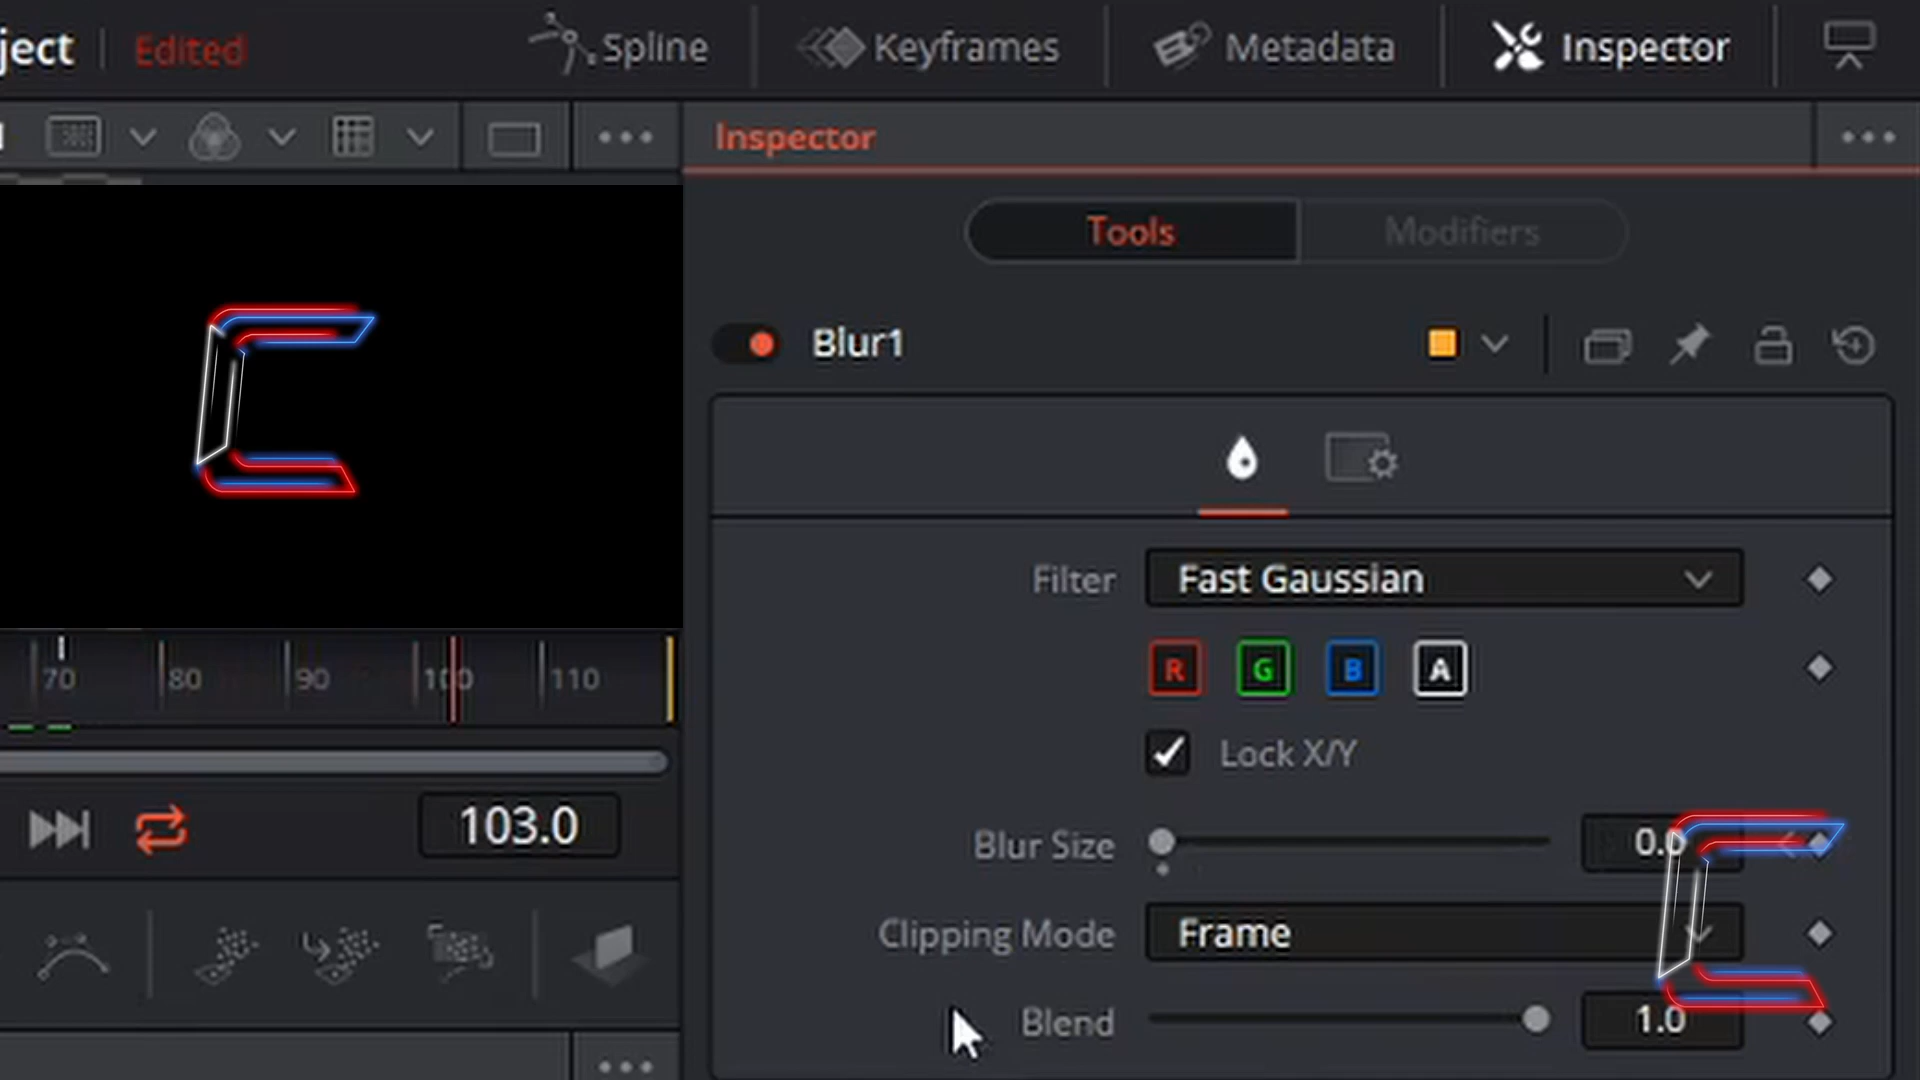 ject Edited Spline Keyframes Metadata Inspector
Inspector
Tools Modifiers
Blur1
Filter Fast Gaussian
R G B A
70 80 90 100 110
Lock X/Y
103.0
Blur Size 0.0
Clipping Mode Frame
Blend 1.0